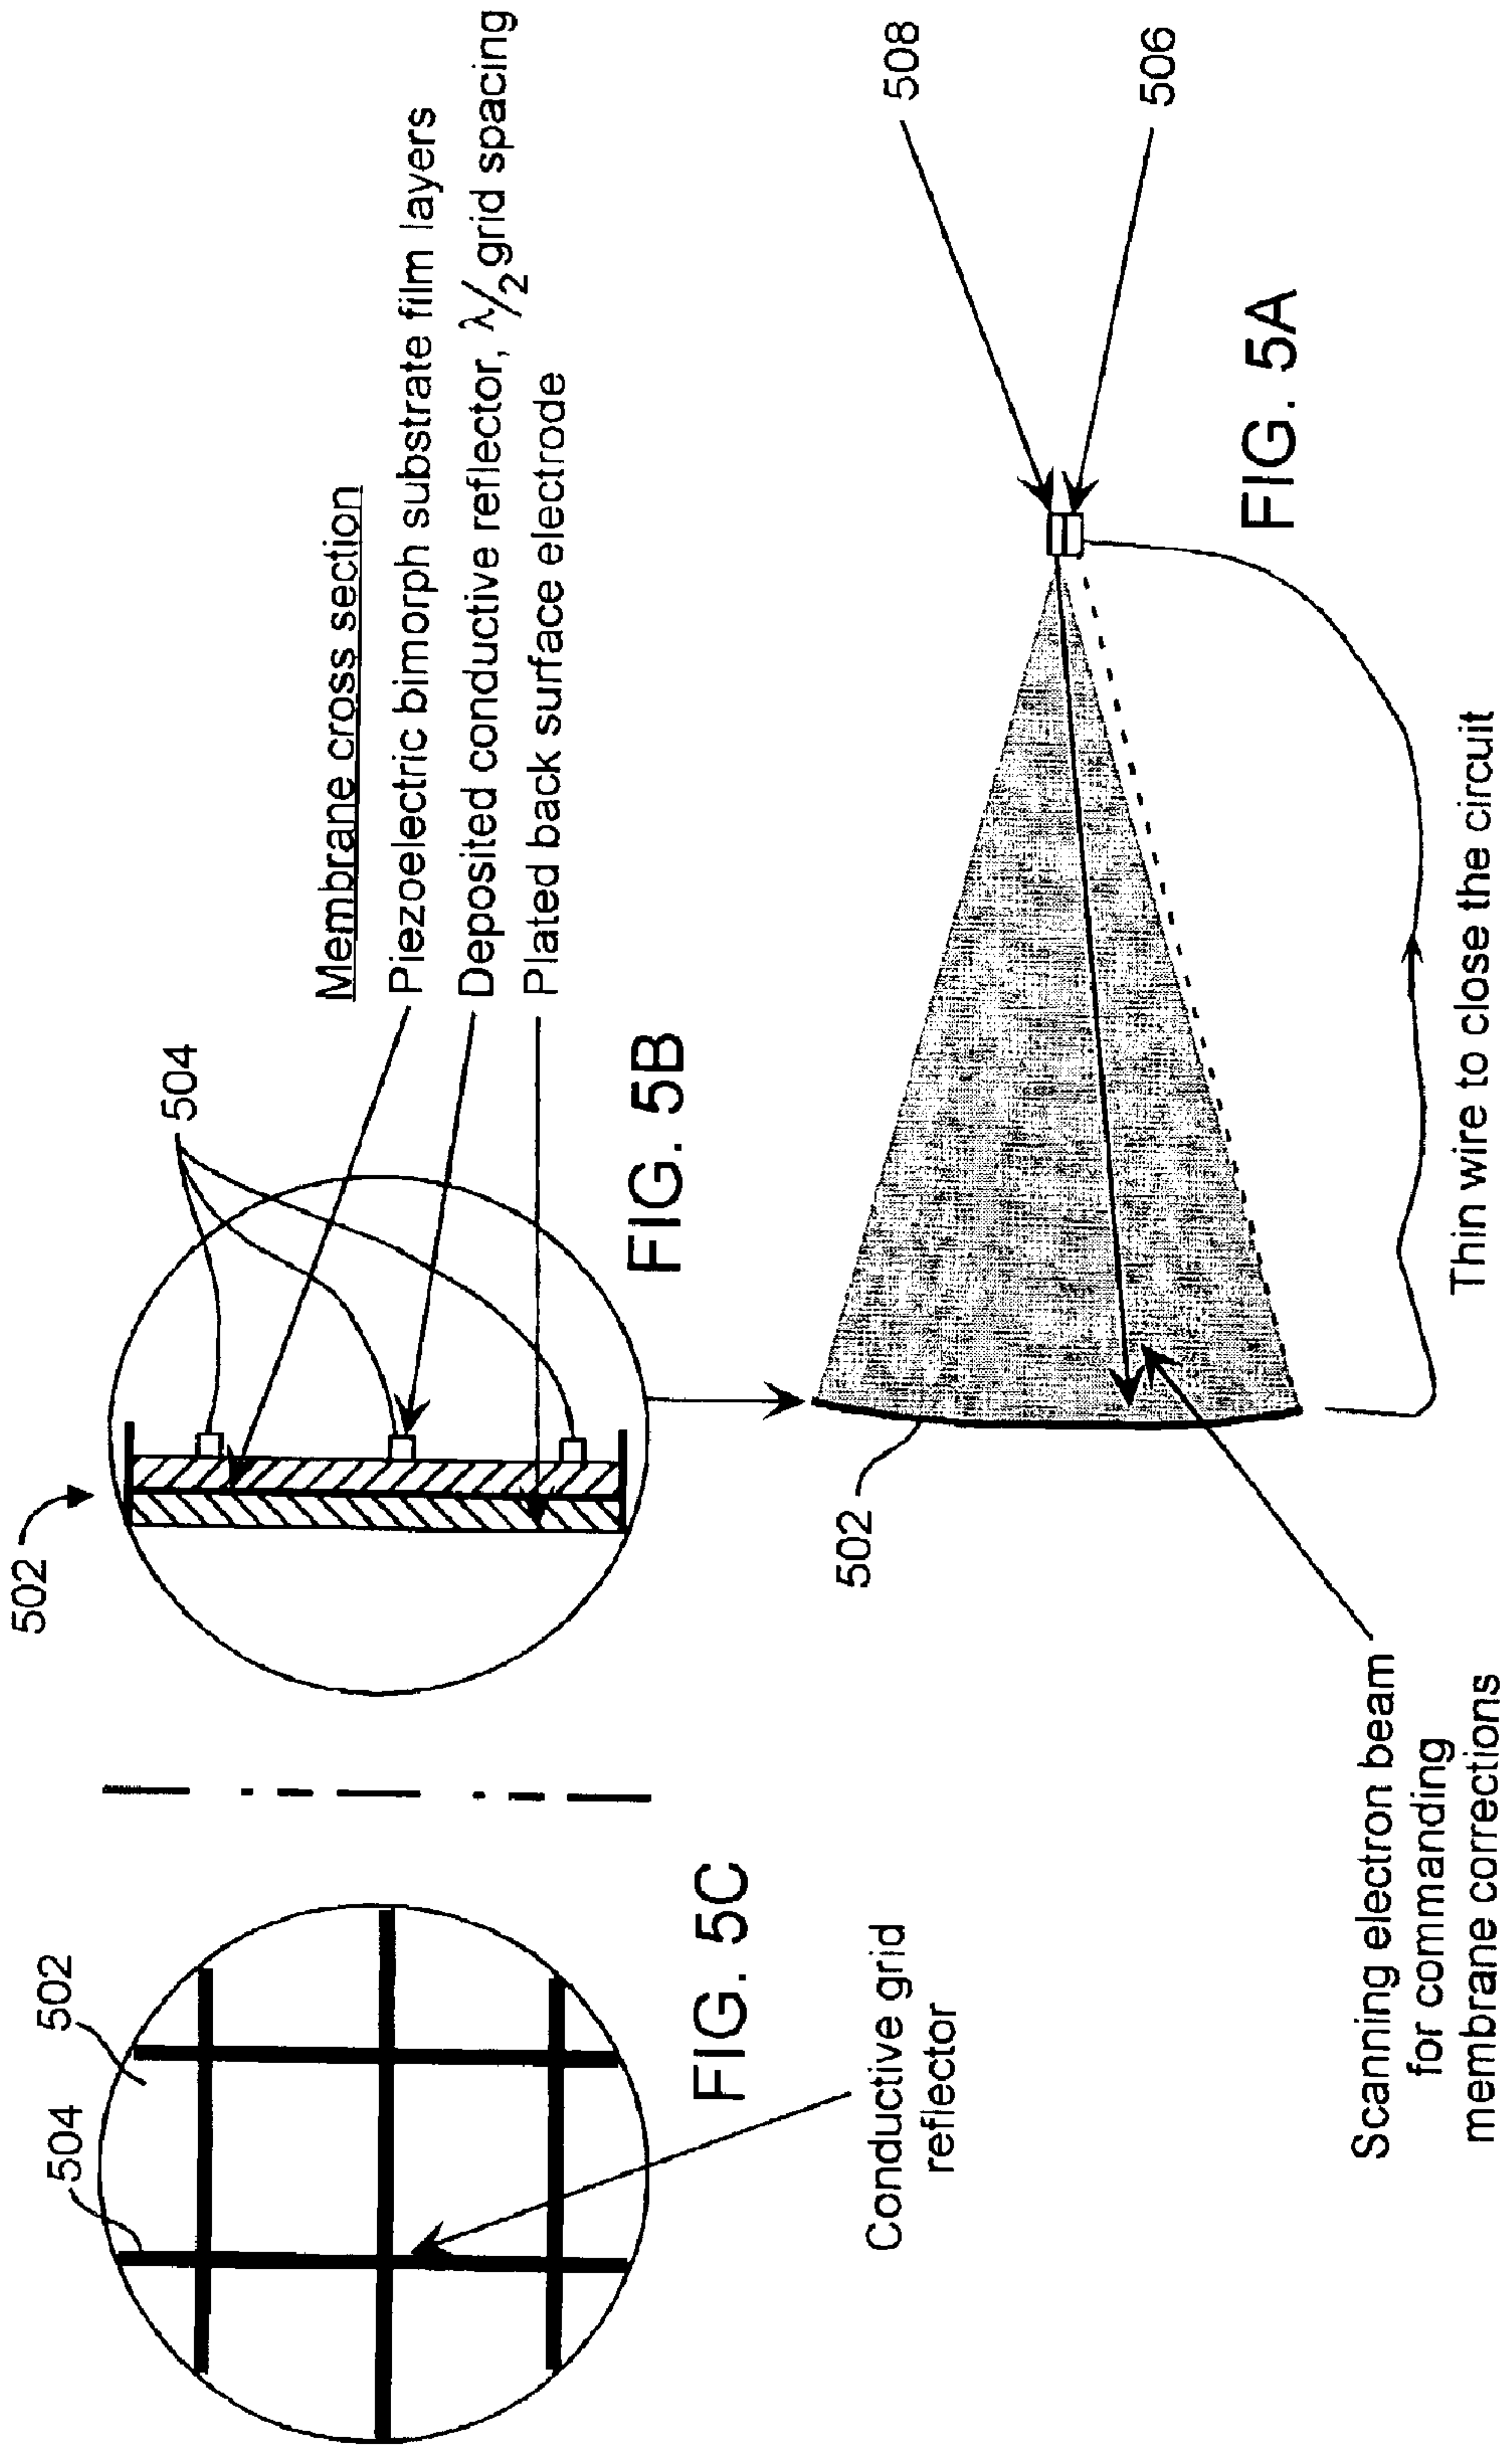 502
504
Membrane cross section
Piezoelectric bimorph substrate film layers
Deposited conductive reflector, λ/2 grid spacing
Plated back surface electrode
FIG. 5B
504
502
FIG. 5C
Conductive grid
reflector
508
506
FIG. 5A
502
Thin wire to close the circuit
Scanning electron beam
for commanding
membrane corrections